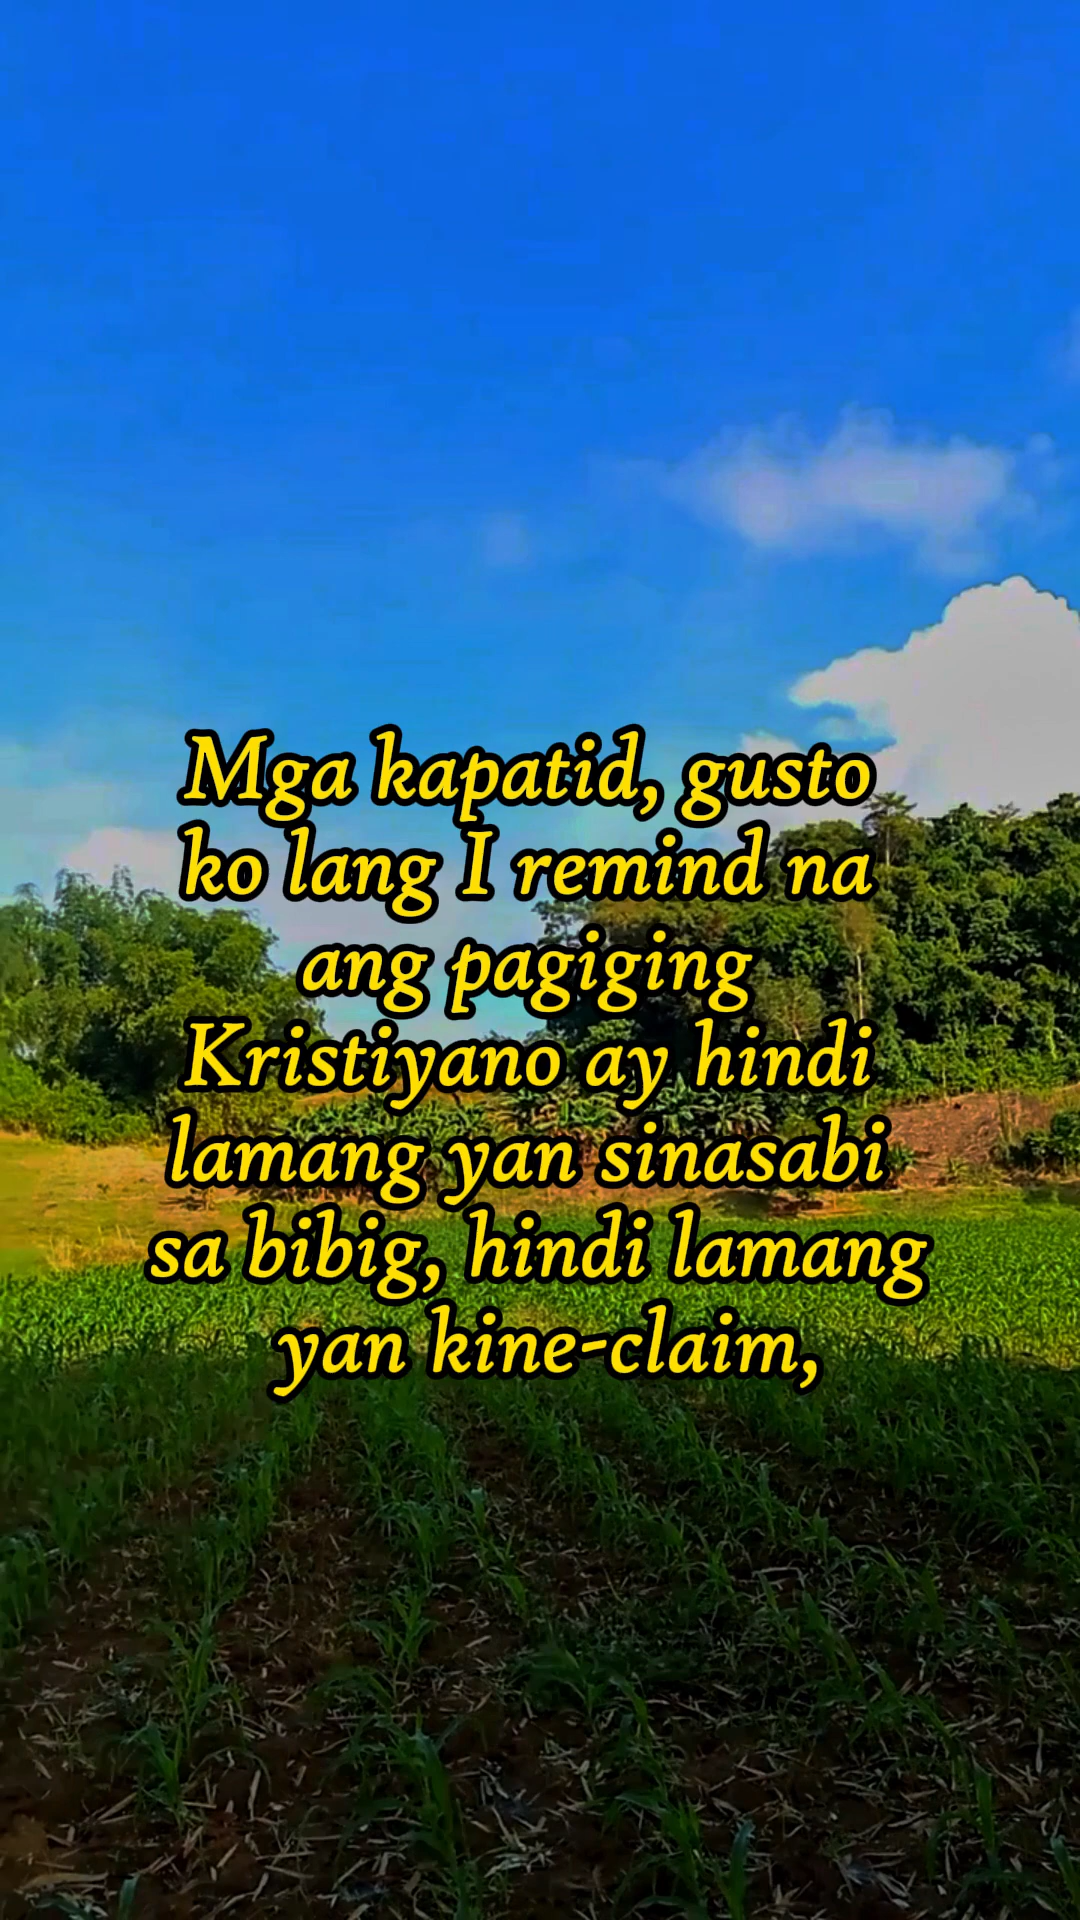 Mga kapatid, gusto
ko lang I remind na
ang pagiging
Kristiyano ay hindi
lamang yan sinasabi
sa bibig, hindi lamang
yan kine-claim,